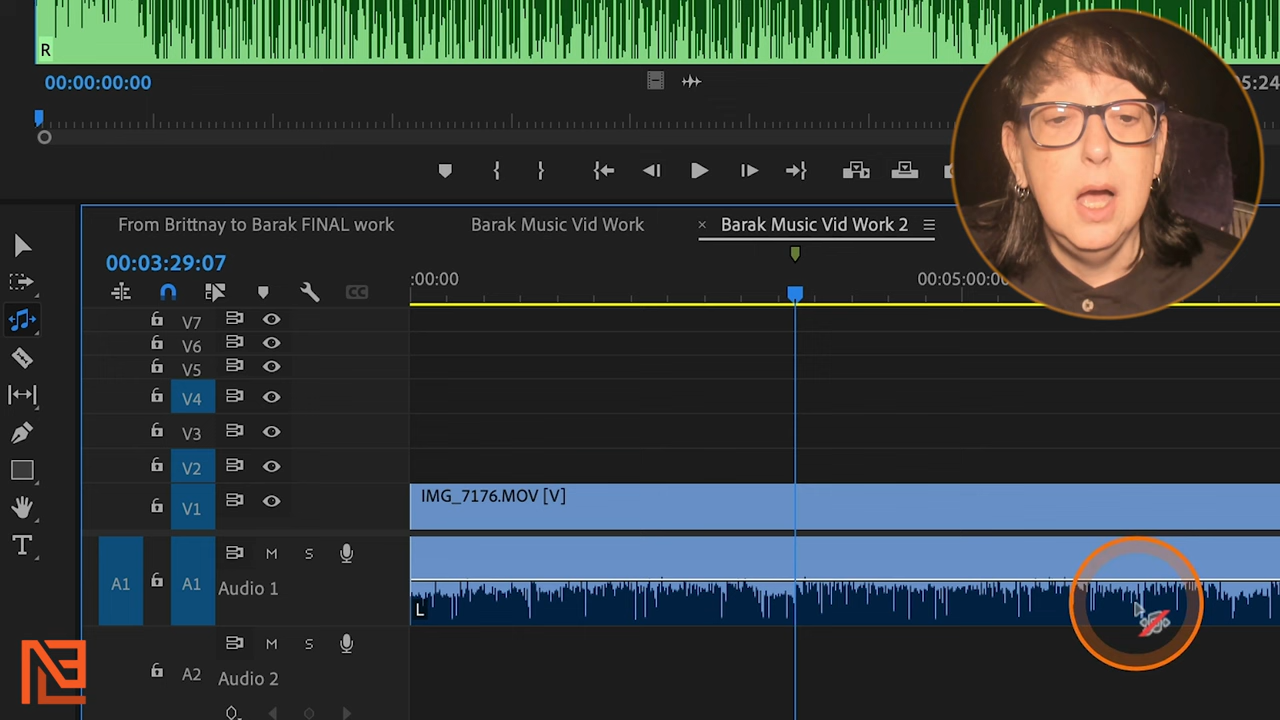 R
00:00:00:00
5:24
From Brittnay to Barak FINAL work
Barak Music Vid Work
× Barak Music Vid Work 2
00:03:29:07
:00:00
00:05:00:00
CC
V7
V6
V5
V4
V3
V2
V1
IMG_7176.MOV [V]
A1
A1
M
S
Audio 1
L
A2
M
S
Audio 2